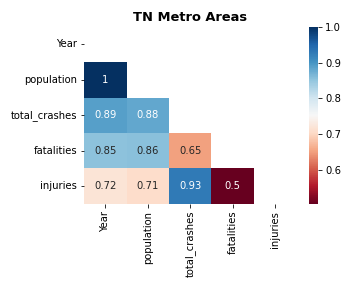 TN Metro Areas
Year
population
total_crashes
fatalities
injuries
1
0.89 0.88
0.85 0.86 0.65
0.72 0.71 0.93 0.5
Year
population
total_crashes
fatalities
injuries
1.0
0.9
0.8
0.7
0.6